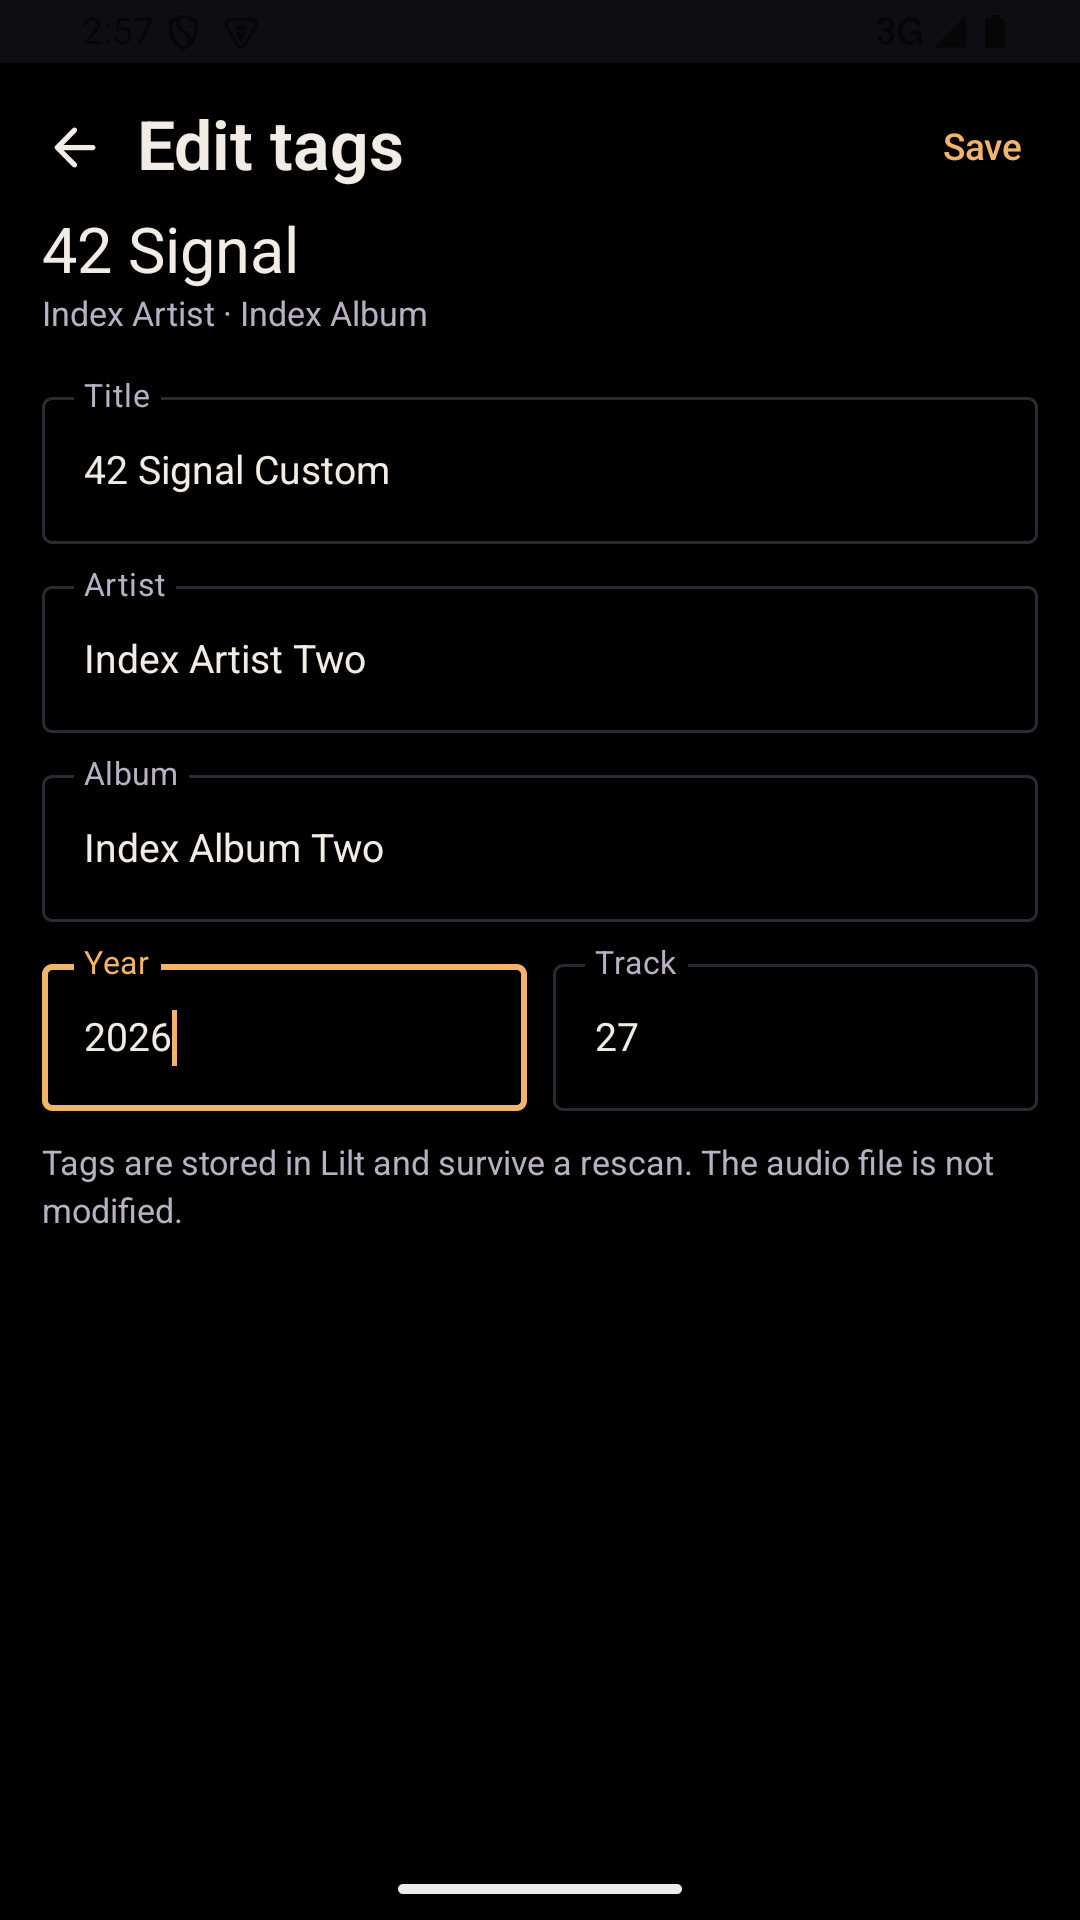 2:57 3G
Edit tags Save
42 Signal
Index Artist · Index Album
Title
42 Signal Custom
Artist
Index Artist Two
Album
Index Album Two
Year Track
2026 27
Tags are stored in Lilt and survive a rescan. The audio file is not
modified.